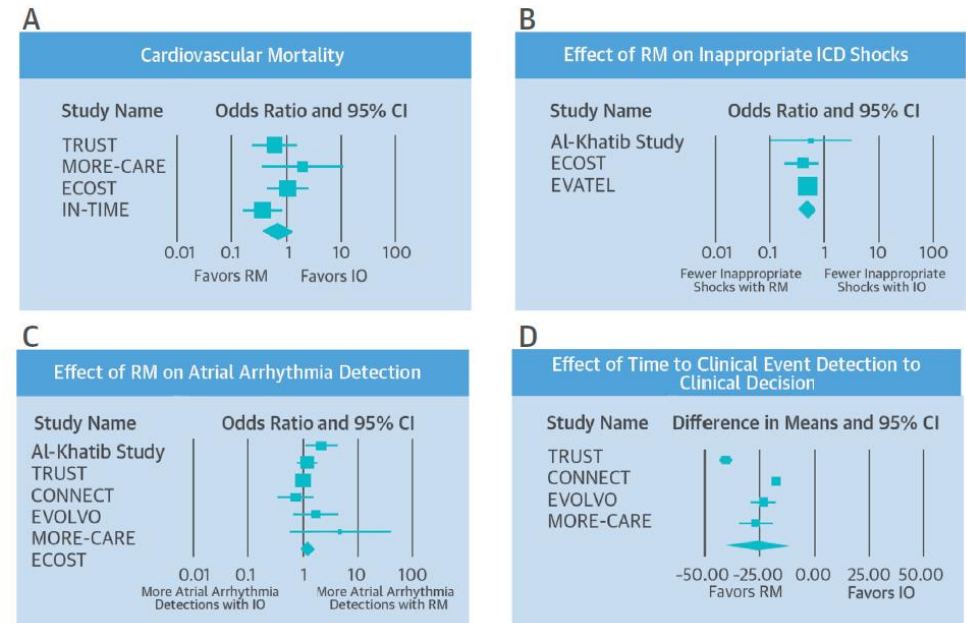 A
Cardiovascular Mortality
Study Name Odds Ratio and 95% CI
TRUST
MORE-CARE
ECOST
IN-TIME
0.01 0.1 1 10 100
Favors RM Favors IO
B
Effect of RM on Inappropriate ICD Shocks
Study Name Odds Ratio and 95% CI
Al-Khatib Study
ECOST
EVATEL
0.01 0.1 1 10 100
Fewer Inappropriate Fewer Inappropriate
Shocks with RM Shocks with IO
C
Effect of RM on Atrial Arrhythmia Detection
Study Name Odds Ratio and 95% CI
Al-Khatib Study
TRUST
CONNECT
EVOLVO
MORE-CARE
ECOST
0.01 0.1 1 10 100
More Atrial Arrhythmia More Atrial Arrhythmia
Detections with IO Detections with RM
D
Effect of Time to Clinical Event Detection to
Clinical Decision
Study Name Difference in Means and 95% CI
TRUST
CONNECT
EVOLVO
MORE-CARE
-50.00 -25.00 0.00 25.00 50.00
Favors RM Favors IO